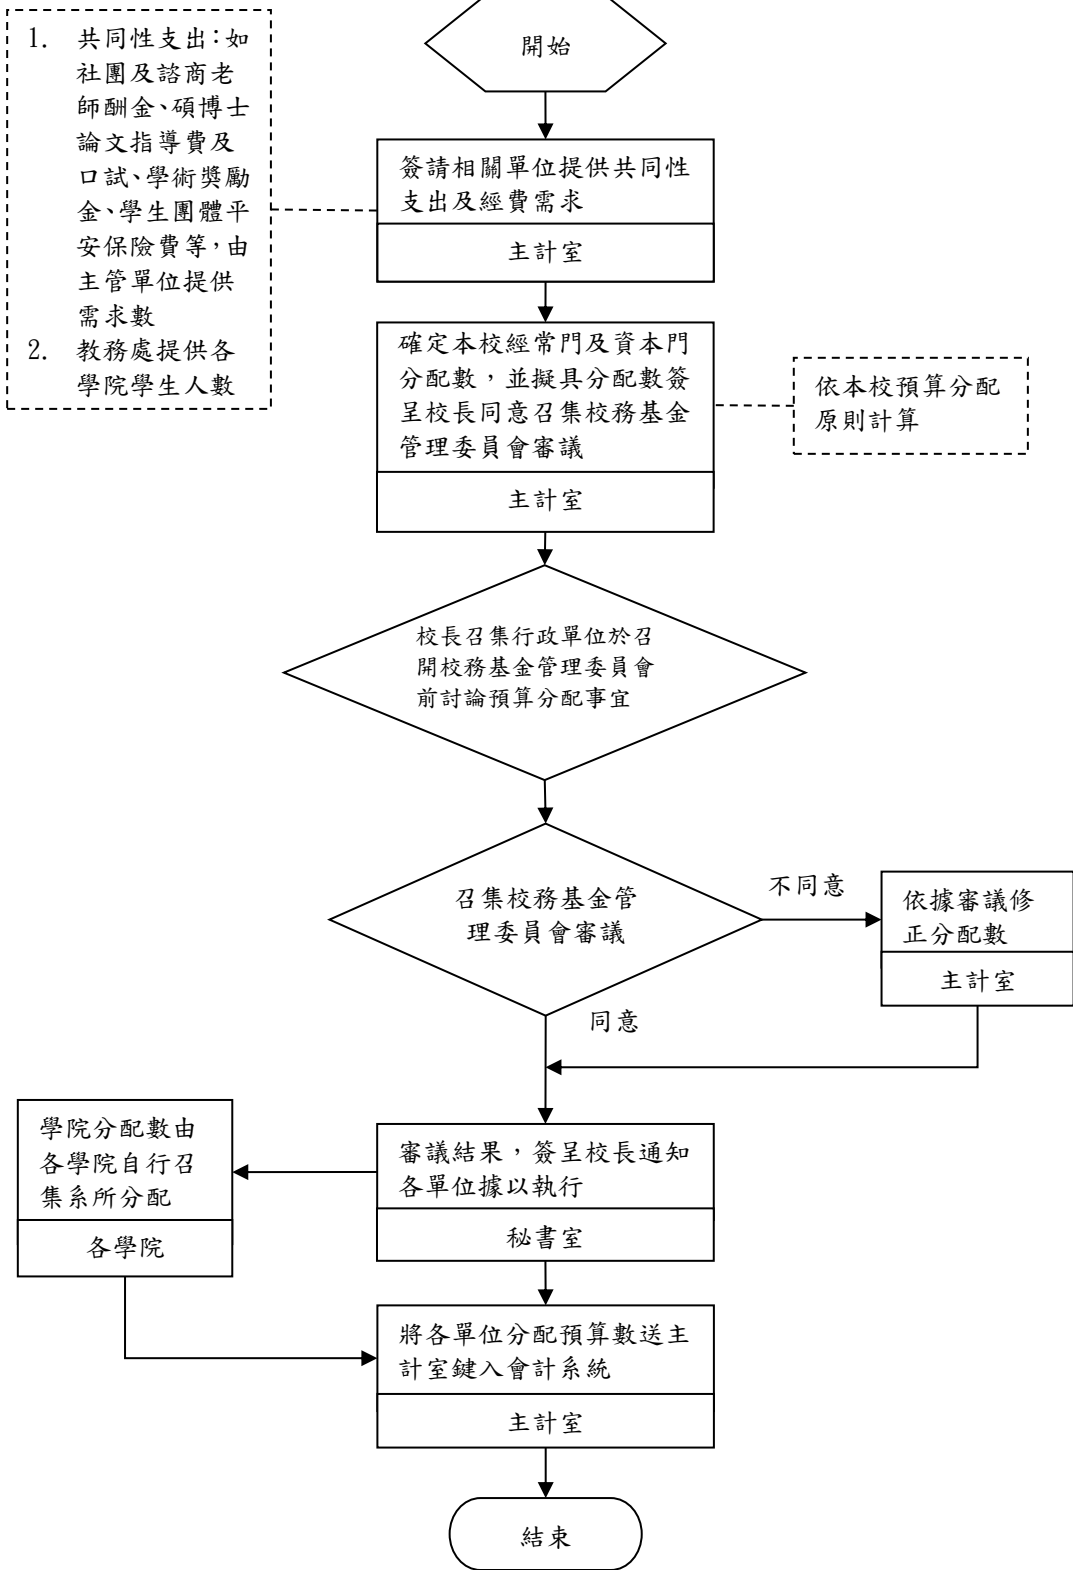 1. 共同性支出：如
社團及諮商老
師酬金、碩博士
論文指導費及
口試、學術獎勵
金、學生團體平
安保險費等，由
主管單位提供
需求數
2. 教務處提供各
學院學生人數
開始
簽請相關單位提供共同性
支出及經費需求
主計室
確定本校經常門及資本門
分配數，並擬具分配數簽
呈校長同意召集校務基金
管理委員會審議
主計室
依本校預算分配
原則計算
校長召集行政單位於召
開校務基金管理委員會
前討論預算分配事宜
召集校務基金管
理委員會審議
不同意
依據審議修
正分配數
主計室
同意
學院分配數由
各學院自行召
集系所分配
各學院
審議結果，簽呈校長通知
各單位據以執行
秘書室
將各單位分配預算數送主
計室鍵入會計系統
主計室
結束